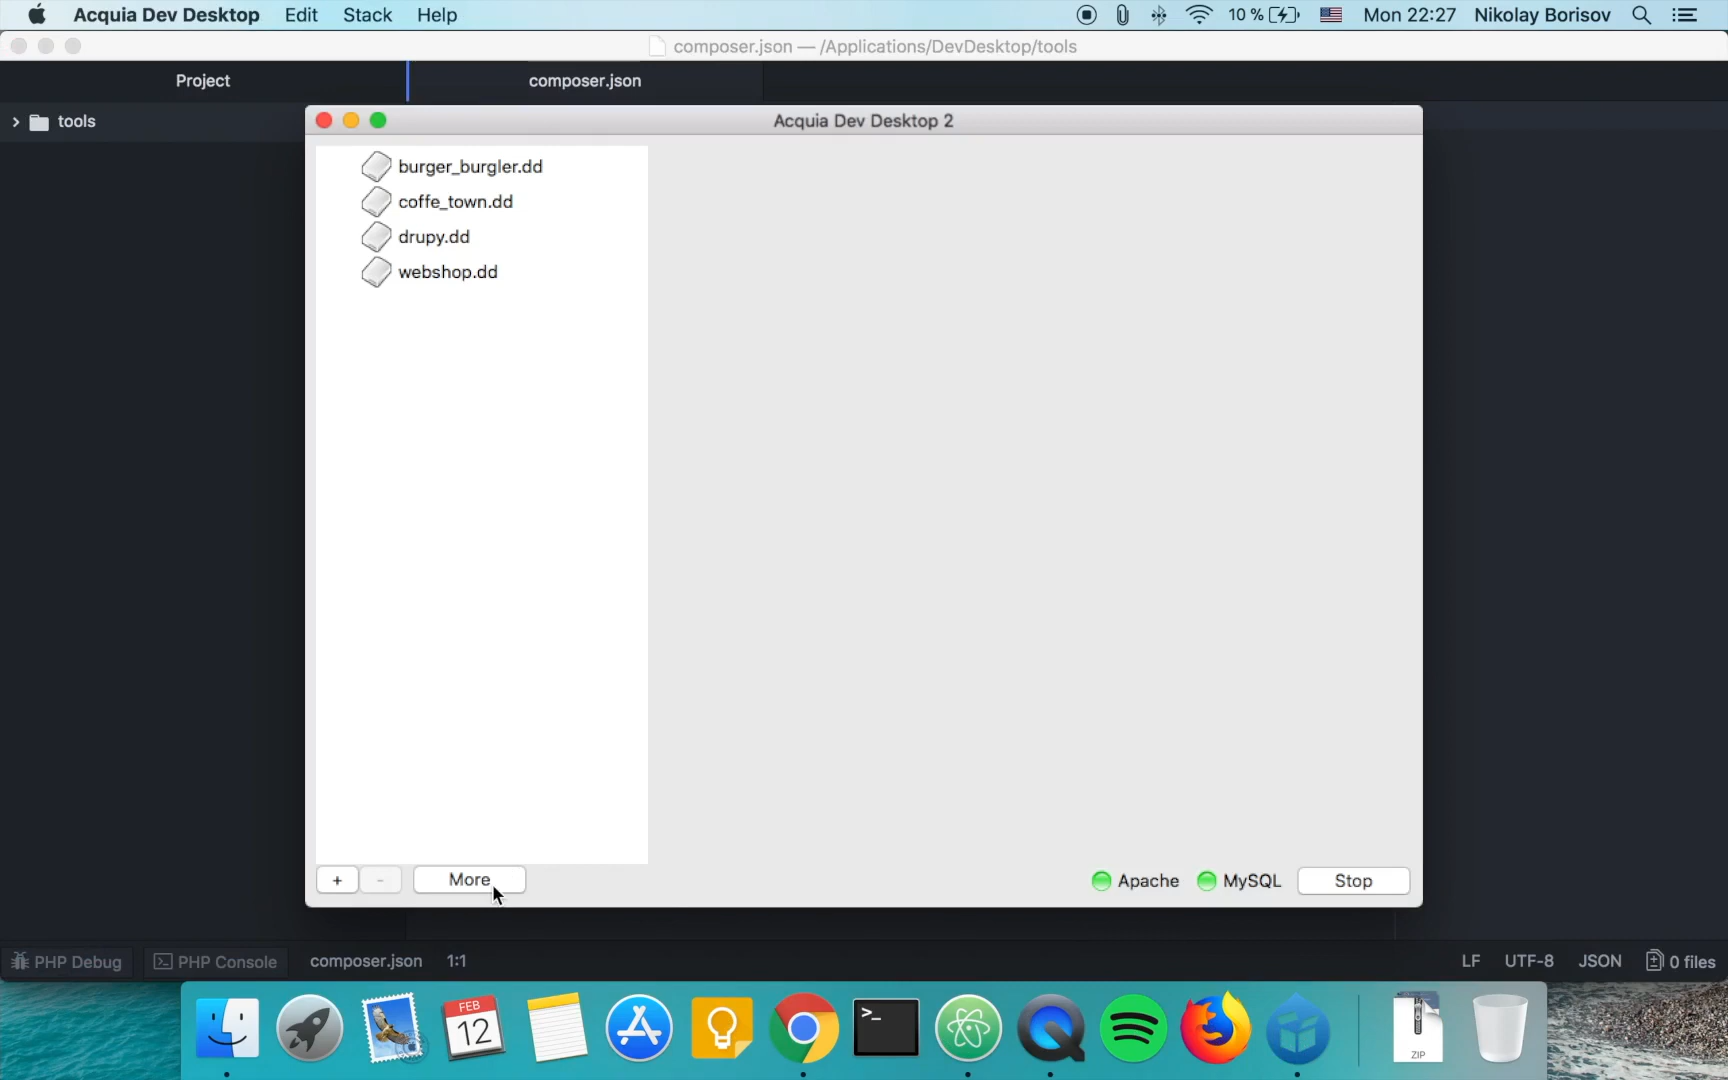 Acquia Dev Desktop Edit Stack Help 10 % Mon 22:27 Nikolay Borisov
composer.json — /Applications/DevDesktop/tools
Project composer.json
tools
Acquia Dev Desktop 2
burger_burgler.dd
coffe_town.dd
drupy.dd
webshop.dd
+ - More Apache MySQL Stop
PHP Debug PHP Console composer.json 1:1 LF UTF-8 JSON 0 files
FEB
12
>_
ZIP